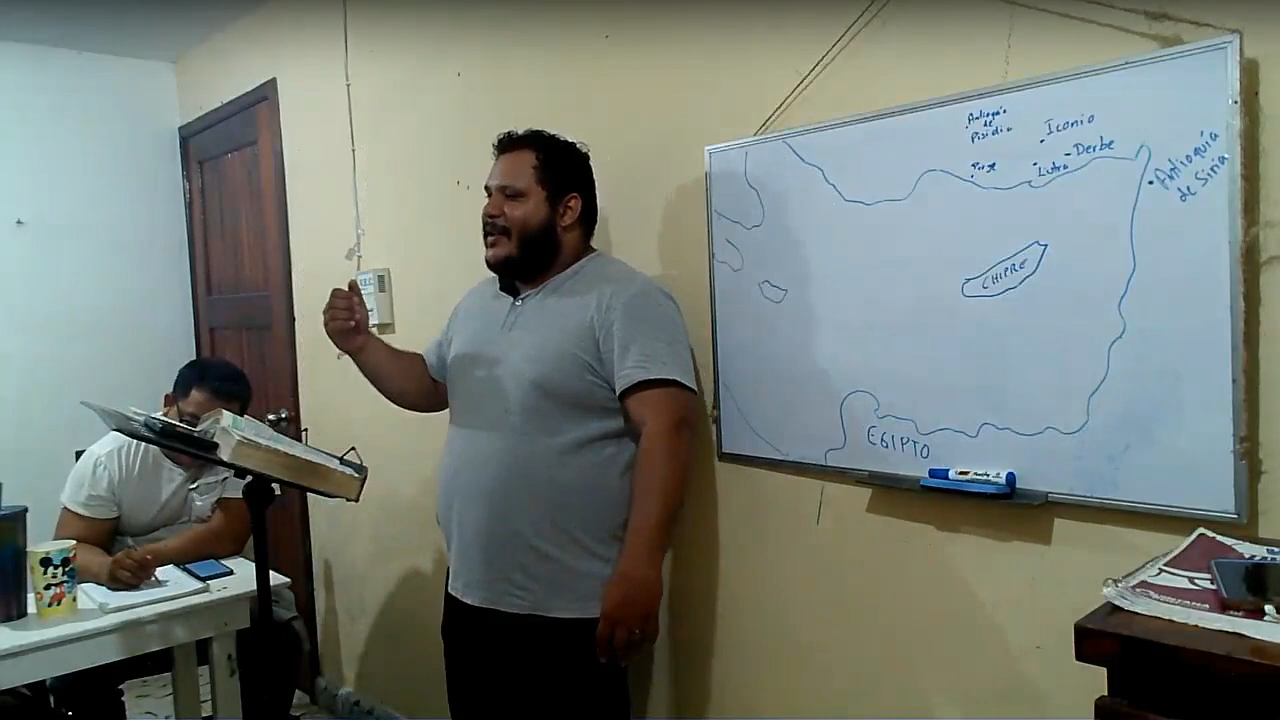 Antioquía
de
Pisidia
Iconio
Derbe
Listra
Perge
Antioquía
de Siria
CHIPRE
EGIPTO